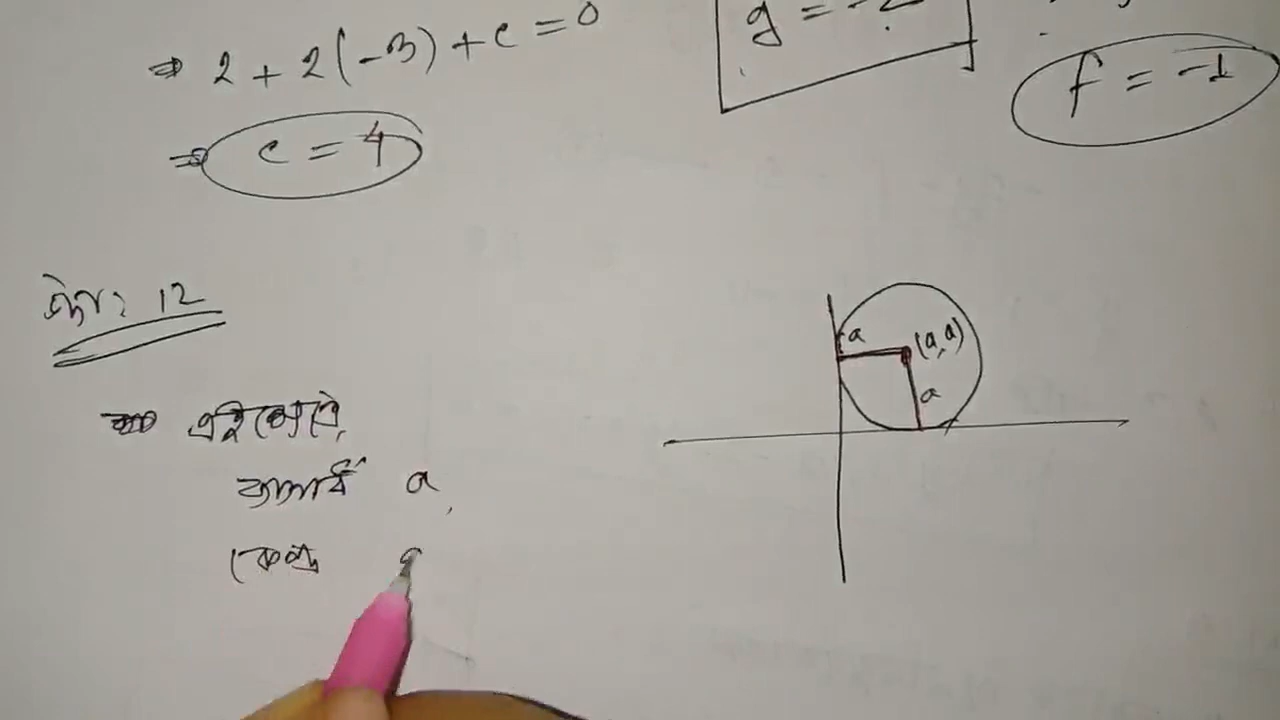 ⇒ 2 + 2(-3) + c = 0
g = -2
f = -1
⇒ c = 4
প্রশ্ন: 12
a
(a,a)
a
এক্ষেত্রে,
ব্যাসার্ধ a,
কেন্দ্র